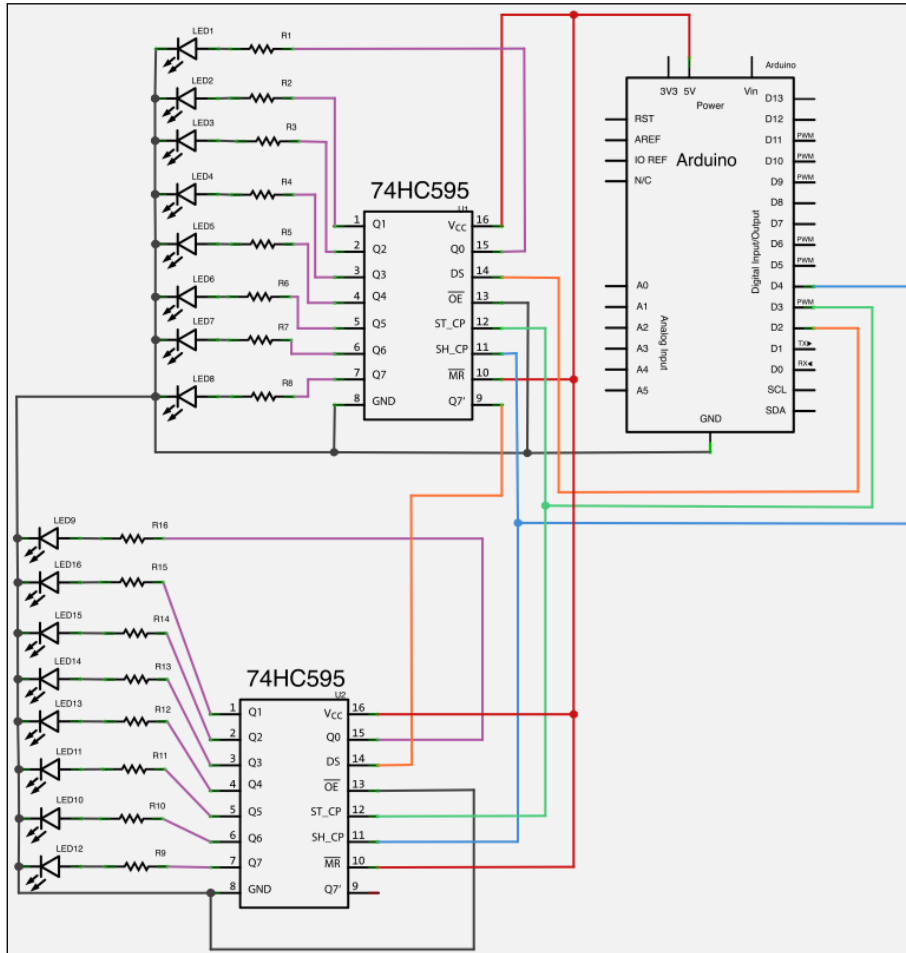 LED1
R1
LED2
R2
LED3
R3
LED4
R4
LED5
R5
LED6
R6
LED7
R7
LED8
R8
74HC595
U1
1 Q1 VCC 16
2 Q2 Q0 15
3 Q3 DS 14
4 Q4 OE 13
5 Q5 ST_CP 12
6 Q6 SH_CP 11
7 Q7 MR 10
8 GND Q7' 9
Arduino
3V3 5V Vin
Power
RST
AREF
IO REF
N/C
Arduino
A0
A1
A2
A3
A4
A5
Analog Input
Digital Input/Output
D13
D12
D11 PWM
D10 PWM
D9 PWM
D8
D7
D6 PWM
D5 PWM
D4
D3 PWM
D2
D1 TX▶
D0 RX◀
SCL
SDA
GND
LED9
R16
LED16
R15
LED15
R14
LED14
R13
LED13
R12
LED11
R11
LED10
R10
LED12
R9
74HC595
U2
1 Q1 VCC 16
2 Q2 Q0 15
3 Q3 DS 14
4 Q4 OE 13
5 Q5 ST_CP 12
6 Q6 SH_CP 11
7 Q7 MR 10
8 GND Q7' 9